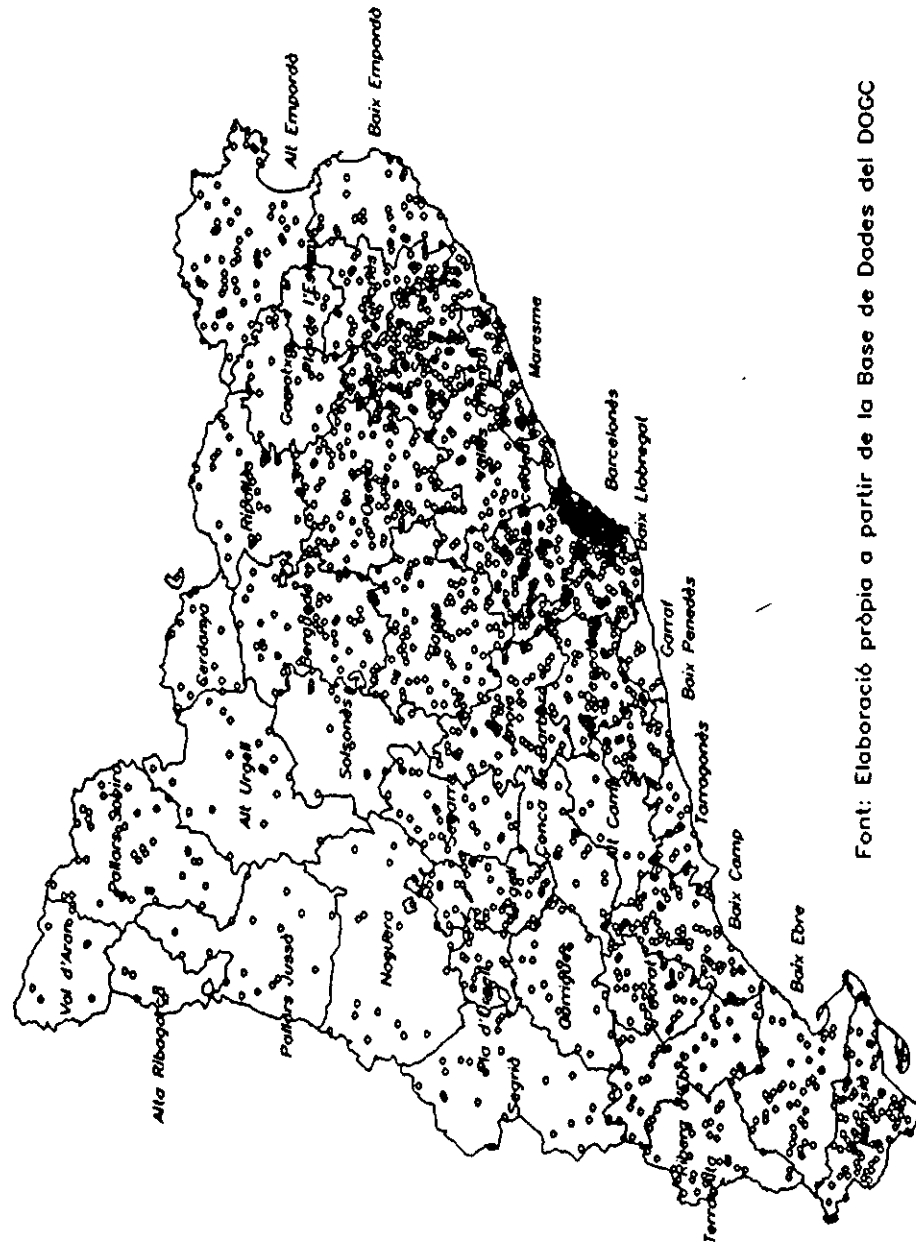 Val d'Aran
Pallars Sobirà
Alta Ribagorça
Pallars Jussà
Alt Urgell
Cerdanya
Ripollès
Garrotxa
Alt Empordà
Pla de l'Estany
Baix Empordà
Berguedà
Osona
Solsonès
Noguera
Bages
Segarra
Anoia
Maresme
Barcelonès
Baix Llobregat
Garraf
Baix Penedès
Tarragonès
Alt Camp
Conca de Barberà
Pla d'Urgell
Segrià
Garrigues
Priorat
Baix Camp
Ribera d'Ebre
Terra Alta
Baix Ebre
Font: Elaboració pròpia a partir de la Base de Dades del DOGC